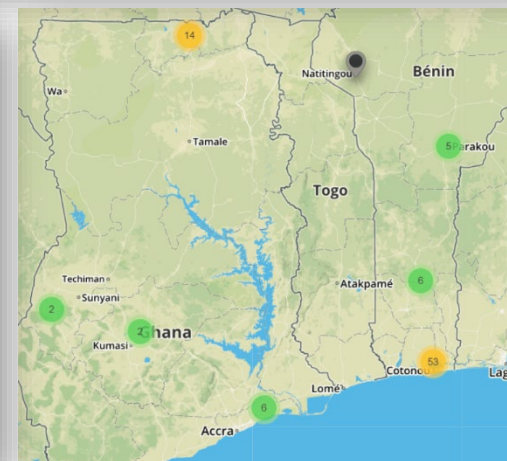 14
Natitingou
Bénin
Wa
5
Parakou
Tamale
Togo
Techiman
Atakpamé
6
Sunyani
2
2
Ghana
Kumasi
53
Cotonou
Lag
Lomé
6
Accra